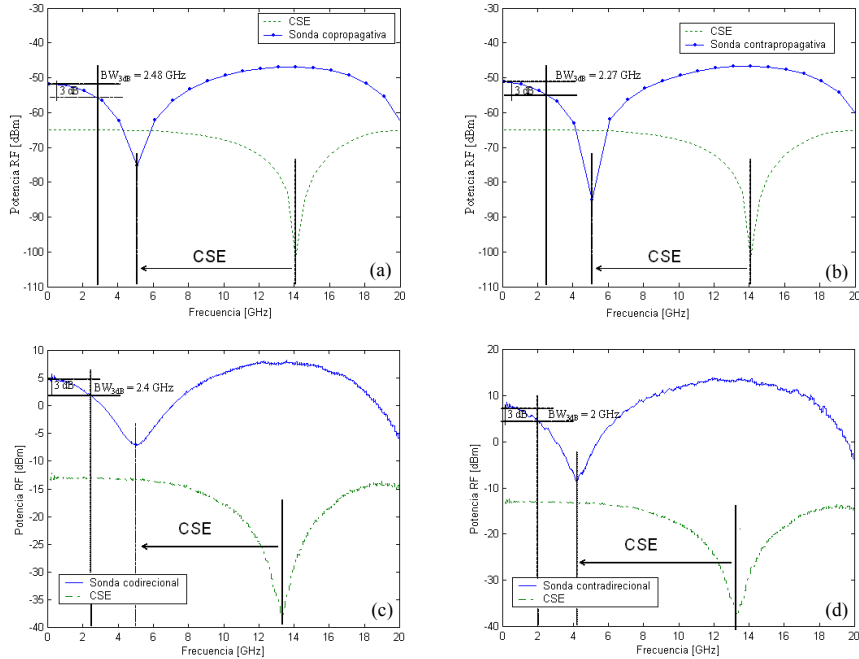 -30
-40
-50
-60
-70
-80
-90
-100
-110
Potencia RF [dBm]
CSE
Sonda copropagativa
BW3dB = 2.48 GHz
3 dB
CSE
(a)
0 2 4 6 8 10 12 14 16 18 20
Frecuencia [GHz]
-30
-40
-50
-60
-70
-80
-90
-100
-110
Potencia RF [dBm]
CSE
Sonda contrapropagativa
BW3dB = 2.27 GHz
3 dB
CSE
(b)
0 2 4 6 8 10 12 14 16 18 20
Frecuencia [GHz]
10
5
0
-5
-10
-15
-20
-25
-30
-35
-40
Potencia RF [dBm]
3 dB
BW3dB = 2.4 GHz
CSE
Sonda codirecional
CSE
(c)
0 2 4 6 8 10 12 14 16 18 20
Frecuencia [GHz]
20
10
0
-10
-20
-30
-40
Potencia RF [dBm]
3 dB
BW3dB = 2 GHz
CSE
Sonda contradirecional
CSE
(d)
0 2 4 6 8 10 12 14 16 18 20
Frecuencia [GHz]